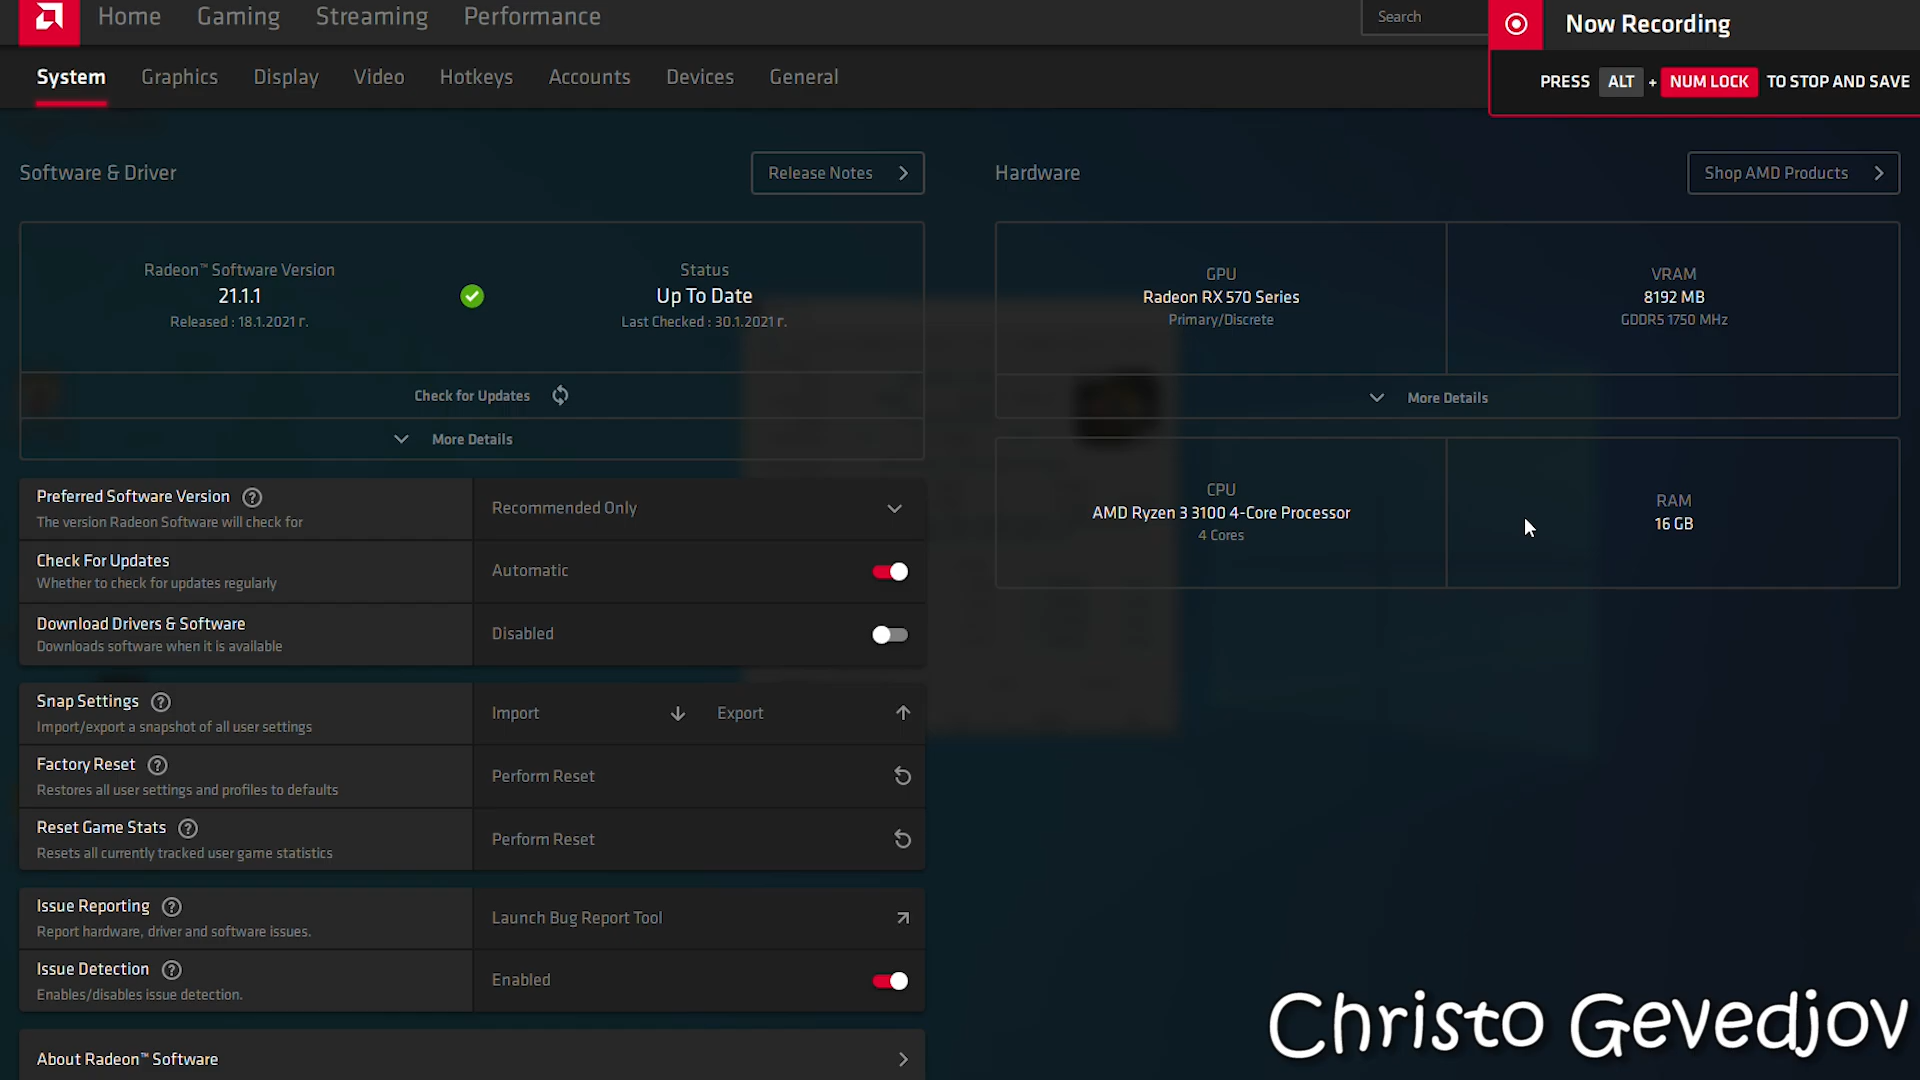 Home Gaming Streaming Performance
Search
Now Recording
PRESS ALT + NUM LOCK TO STOP AND SAVE
System Graphics Display Video Hotkeys Accounts Devices General
Software & Driver
Release Notes
Radeon™ Software Version
21.1.1
Released : 18.1.2021 г.
Status
Up To Date
Last Checked : 30.1.2021 г.
Check for Updates
More Details
Preferred Software Version
The version Radeon Software will check for
Recommended Only
Check For Updates
Whether to check for updates regularly
Automatic
Download Drivers & Software
Downloads software when it is available
Disabled
Snap Settings
Import/export a snapshot of all user settings
Import Export
Factory Reset
Restores all user settings and profiles to defaults
Perform Reset
Reset Game Stats
Resets all currently tracked user game statistics
Perform Reset
Issue Reporting
Report hardware, driver and software issues.
Launch Bug Report Tool
Issue Detection
Enables/disables issue detection.
Enabled
About Radeon™ Software
Hardware
Shop AMD Products
GPU
Radeon RX 570 Series
Primary/Discrete
VRAM
8192 MB
GDDR5 1750 MHz
More Details
CPU
AMD Ryzen 3 3100 4-Core Processor
4 Cores
RAM
16 GB
Christo Gevedjov